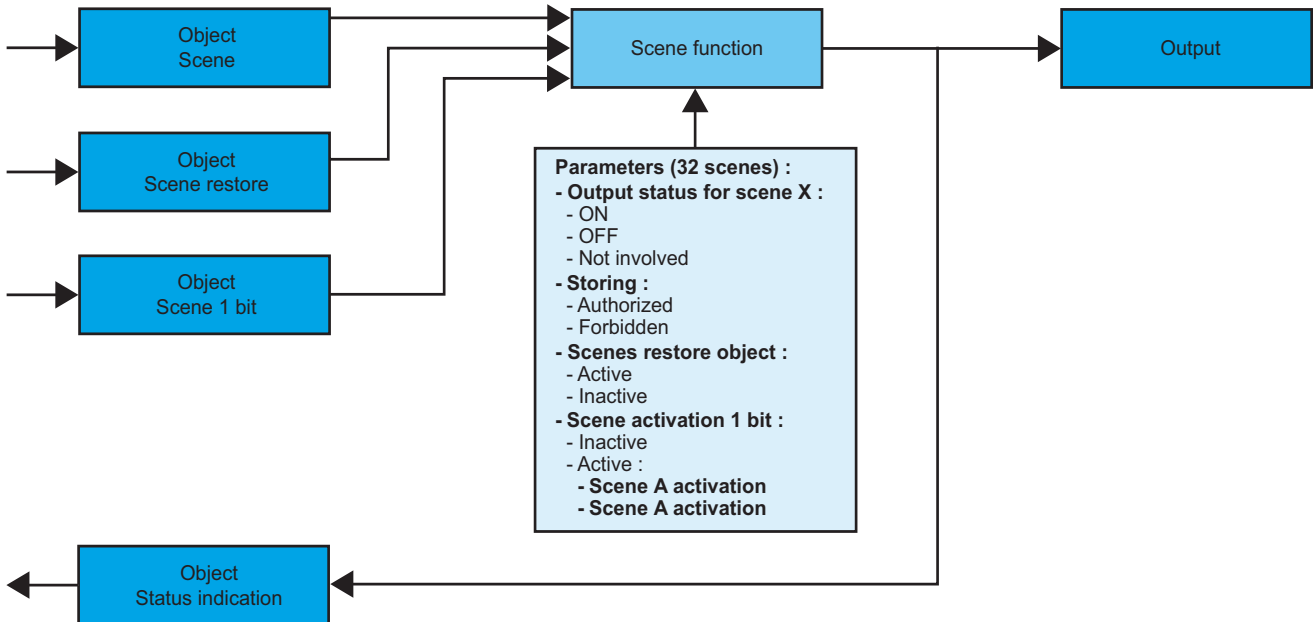 Object
Scene
Scene function
Output
Object
Scene restore
Object
Scene 1 bit
Parameters (32 scenes) :
- Output status for scene X :
- ON
- OFF
- Not involved
- Storing :
- Authorized
- Forbidden
- Scenes restore object :
- Active
- Inactive
- Scene activation 1 bit :
- Inactive
- Active :
- Scene A activation
- Scene A activation
Object
Status indication